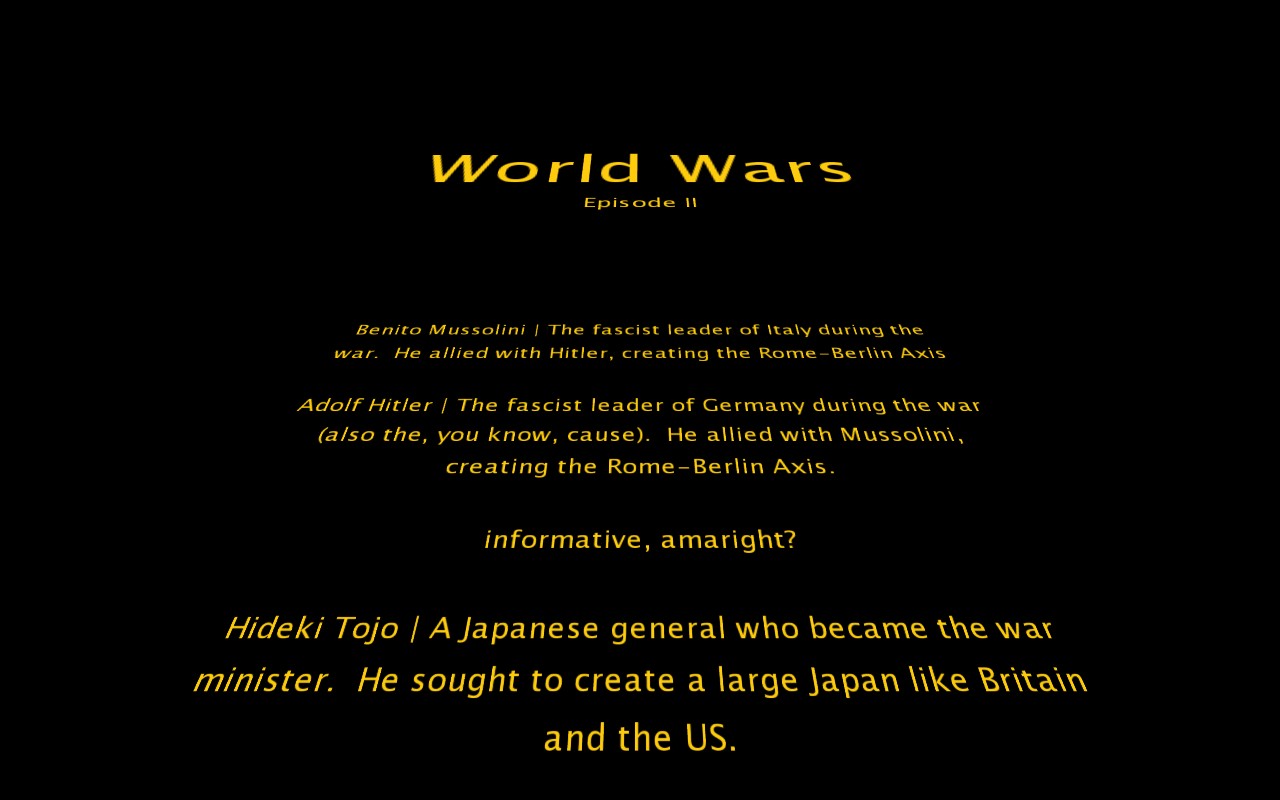 World Wars
Episode II
Benito Mussolini | The fascist leader of Italy during the
war.  He allied with Hitler, creating the Rome-Berlin Axis
Adolf Hitler | The fascist leader of Germany during the war
(also the, you know, cause).  He allied with Mussolini,
creating the Rome-Berlin Axis.
informative, amaright?
Hideki Tojo | A Japanese general who became the war
minister.  He sought to create a large Japan like Britain
and the US.